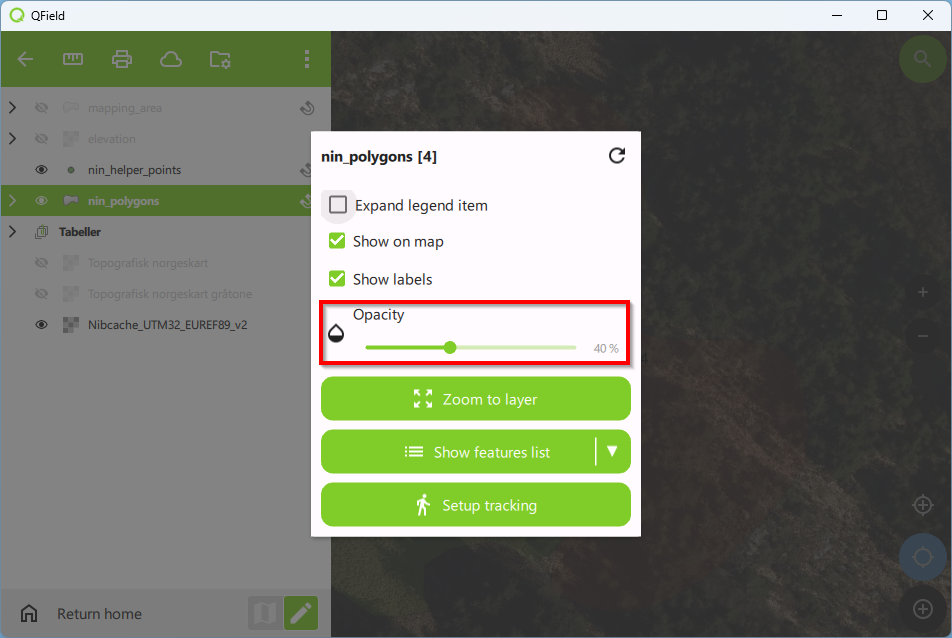 QField
mapping_area
elevation
nin_helper_points
nin_polygons
Tabeller
Topografisk norgeskart
Topografisk norgeskart gråtone
Nibcache_UTM32_EUREF89_v2
Return home
nin_polygons [4]
Expand legend item
Show on map
Show labels
Opacity
40 %
Zoom to layer
Show features list
Setup tracking